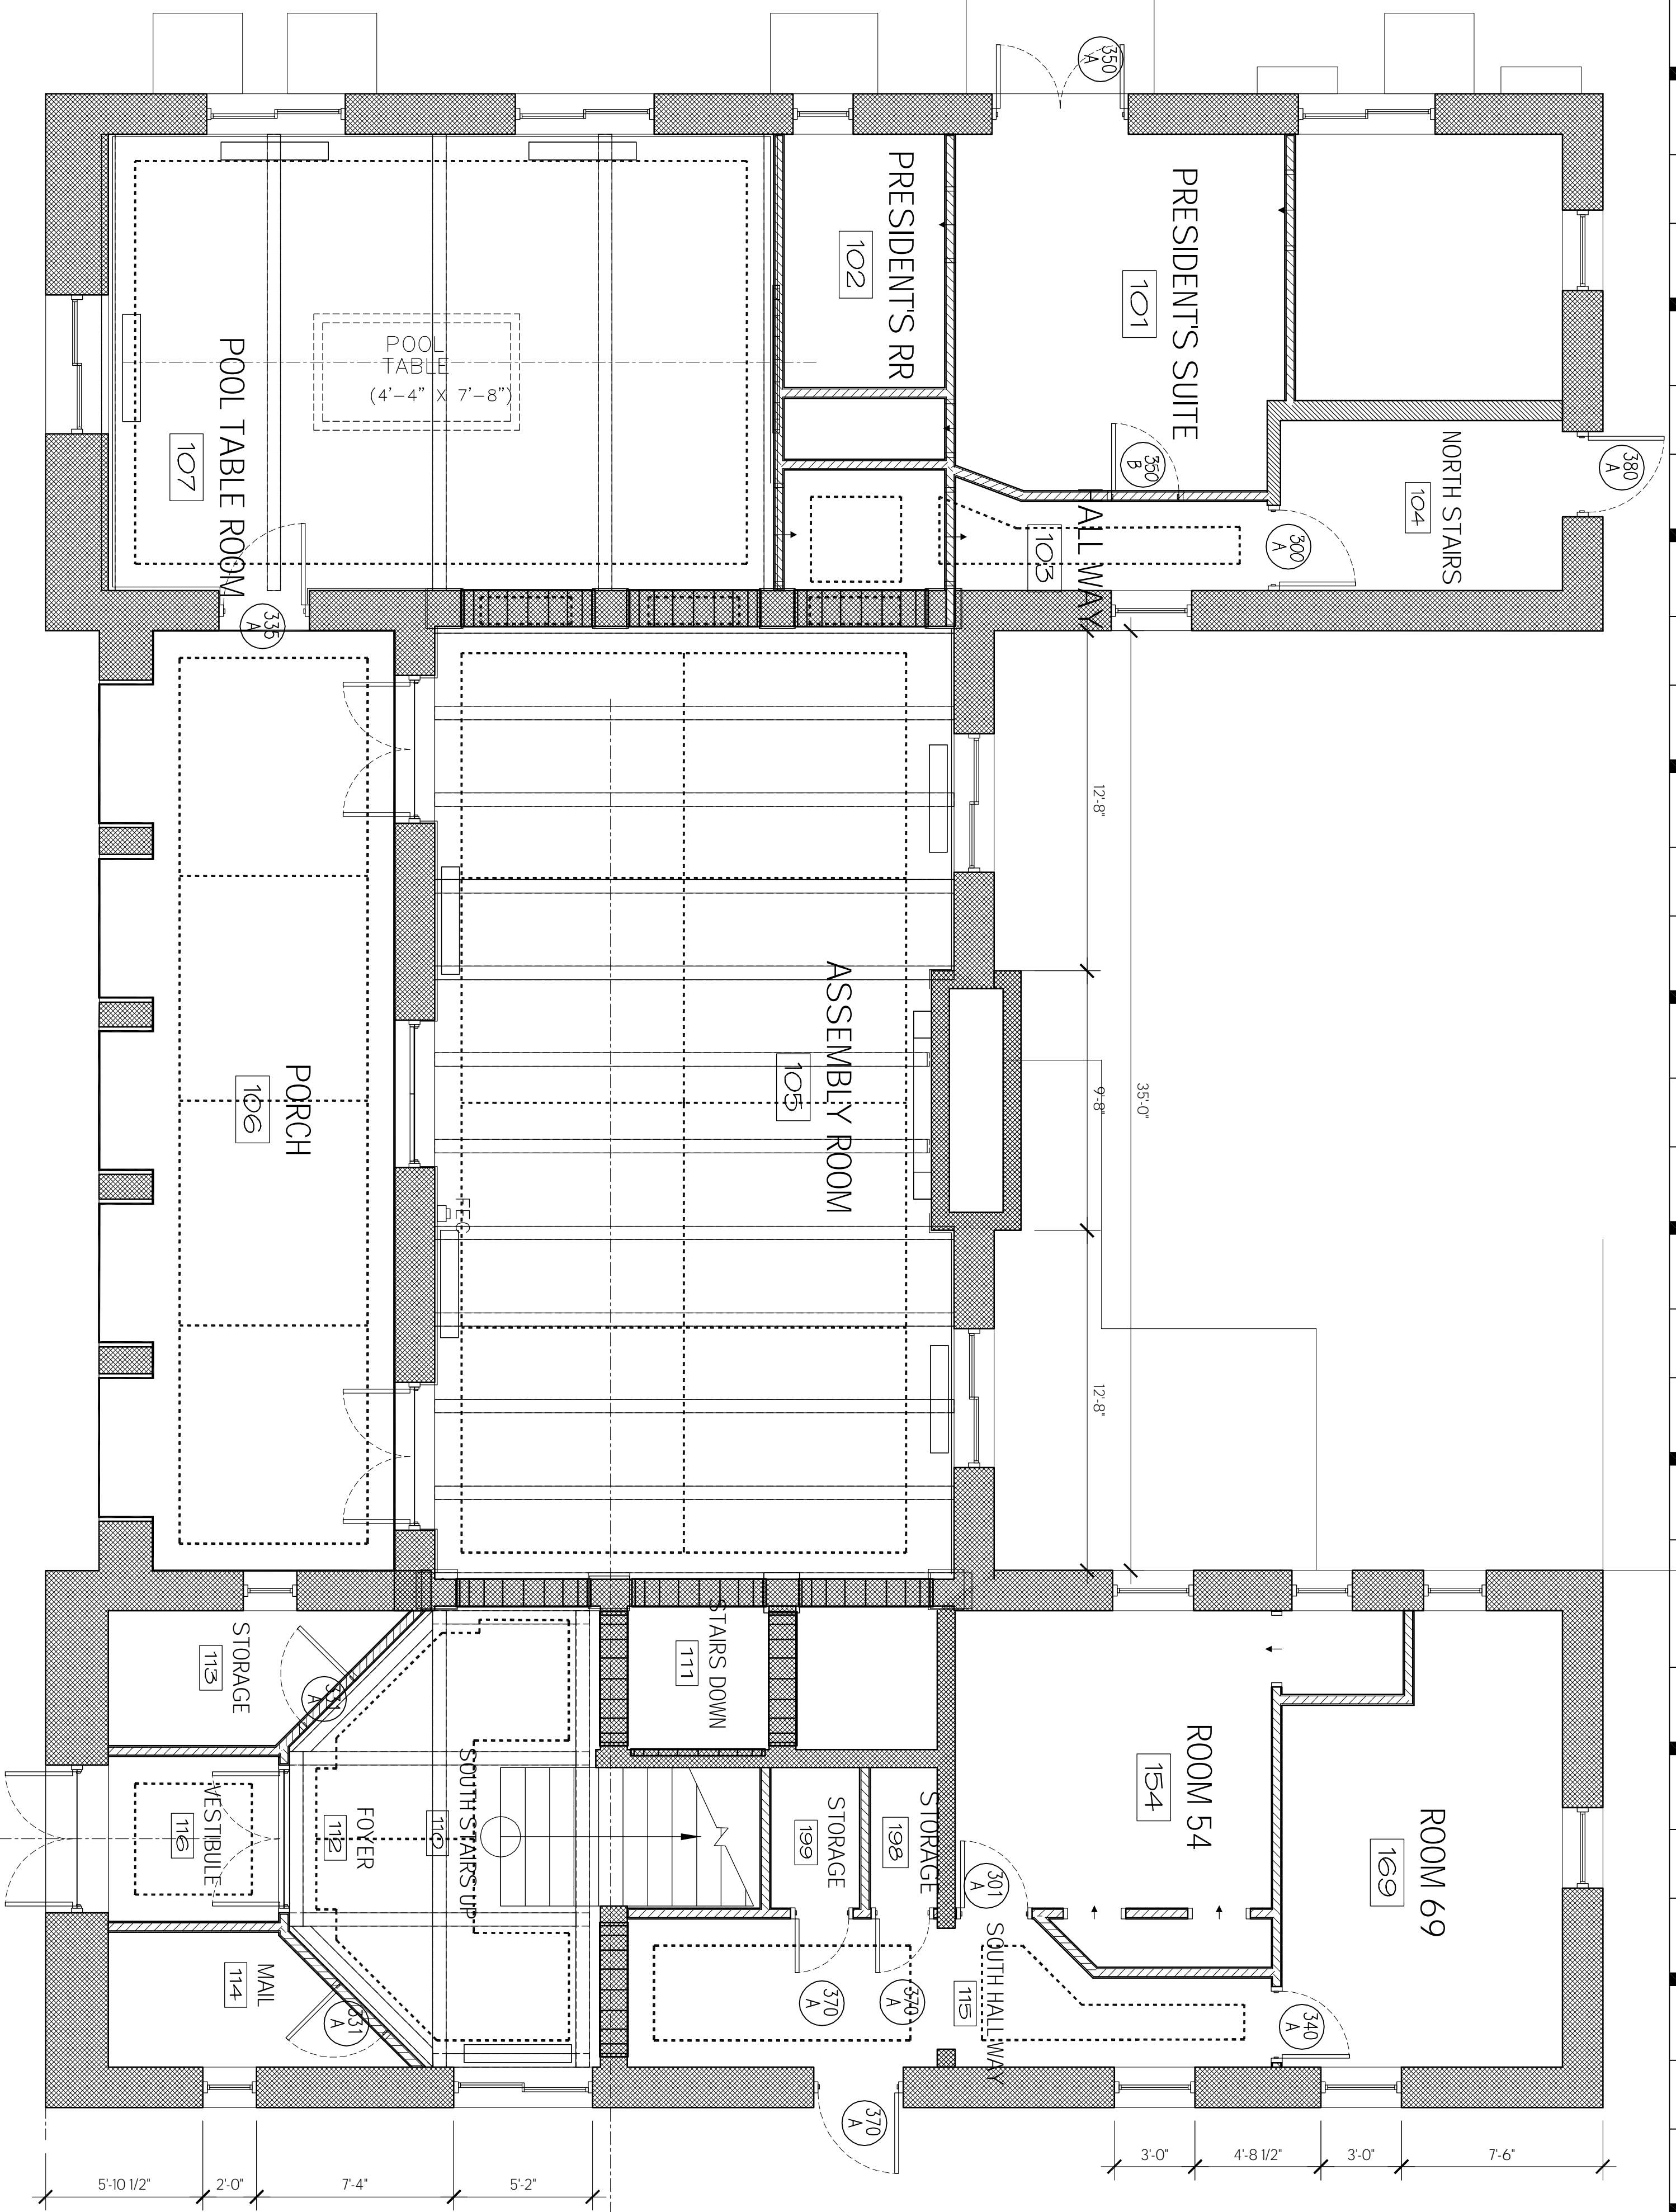 350
A
PRESIDENT'S RR
102
PRESIDENT'S SUITE
101
350
B
NORTH STAIRS
104
380
A
300
A
103
POOL
TABLE
(4'-4" X 7'-8")
POOL TABLE ROOM
107
335
A
12'-8"
9'-8"
35'-0"
12'-8"
ASSEMBLY ROOM
105
PORCH
106
STORAGE
113
331
A
STAIRS DOWN
111
SOUTH STAIRS UP
110
FOYER
112
VESTIBULE
116
MAIL
114
331
A
STORAGE
199
STORAGE
198
301
A
ROOM 54
154
ROOM 69
169
SOUTH HALLWAY
115
370
A
370
A
340
A
370
A
5'-10 1/2"
2'-0"
7'-4"
5'-2"
3'-0"
4'-8 1/2"
3'-0"
7'-6"